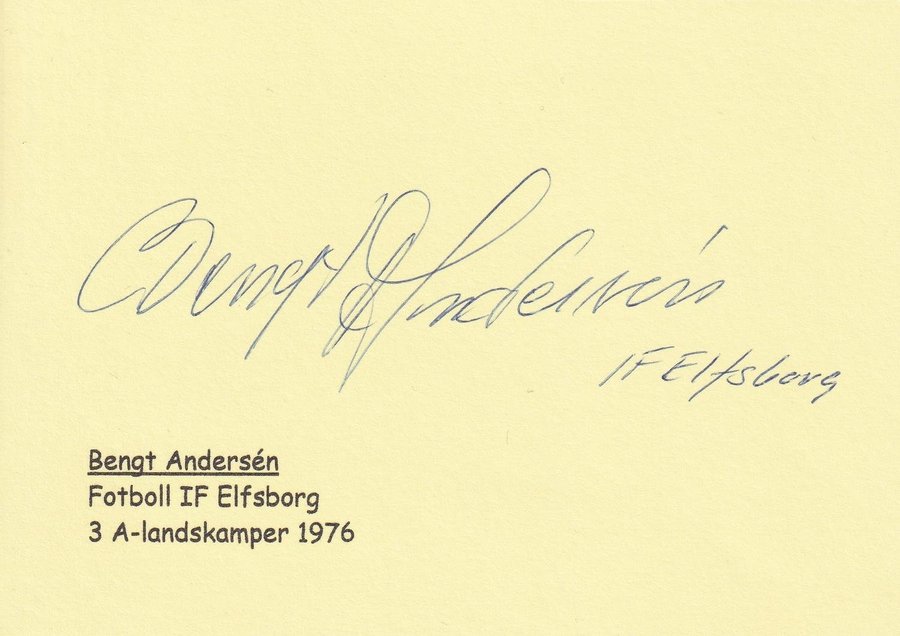 Bengt Andersén
IF Elfsborg
Bengt Andersén
Fotboll IF Elfsborg
3 A-landskamper 1976